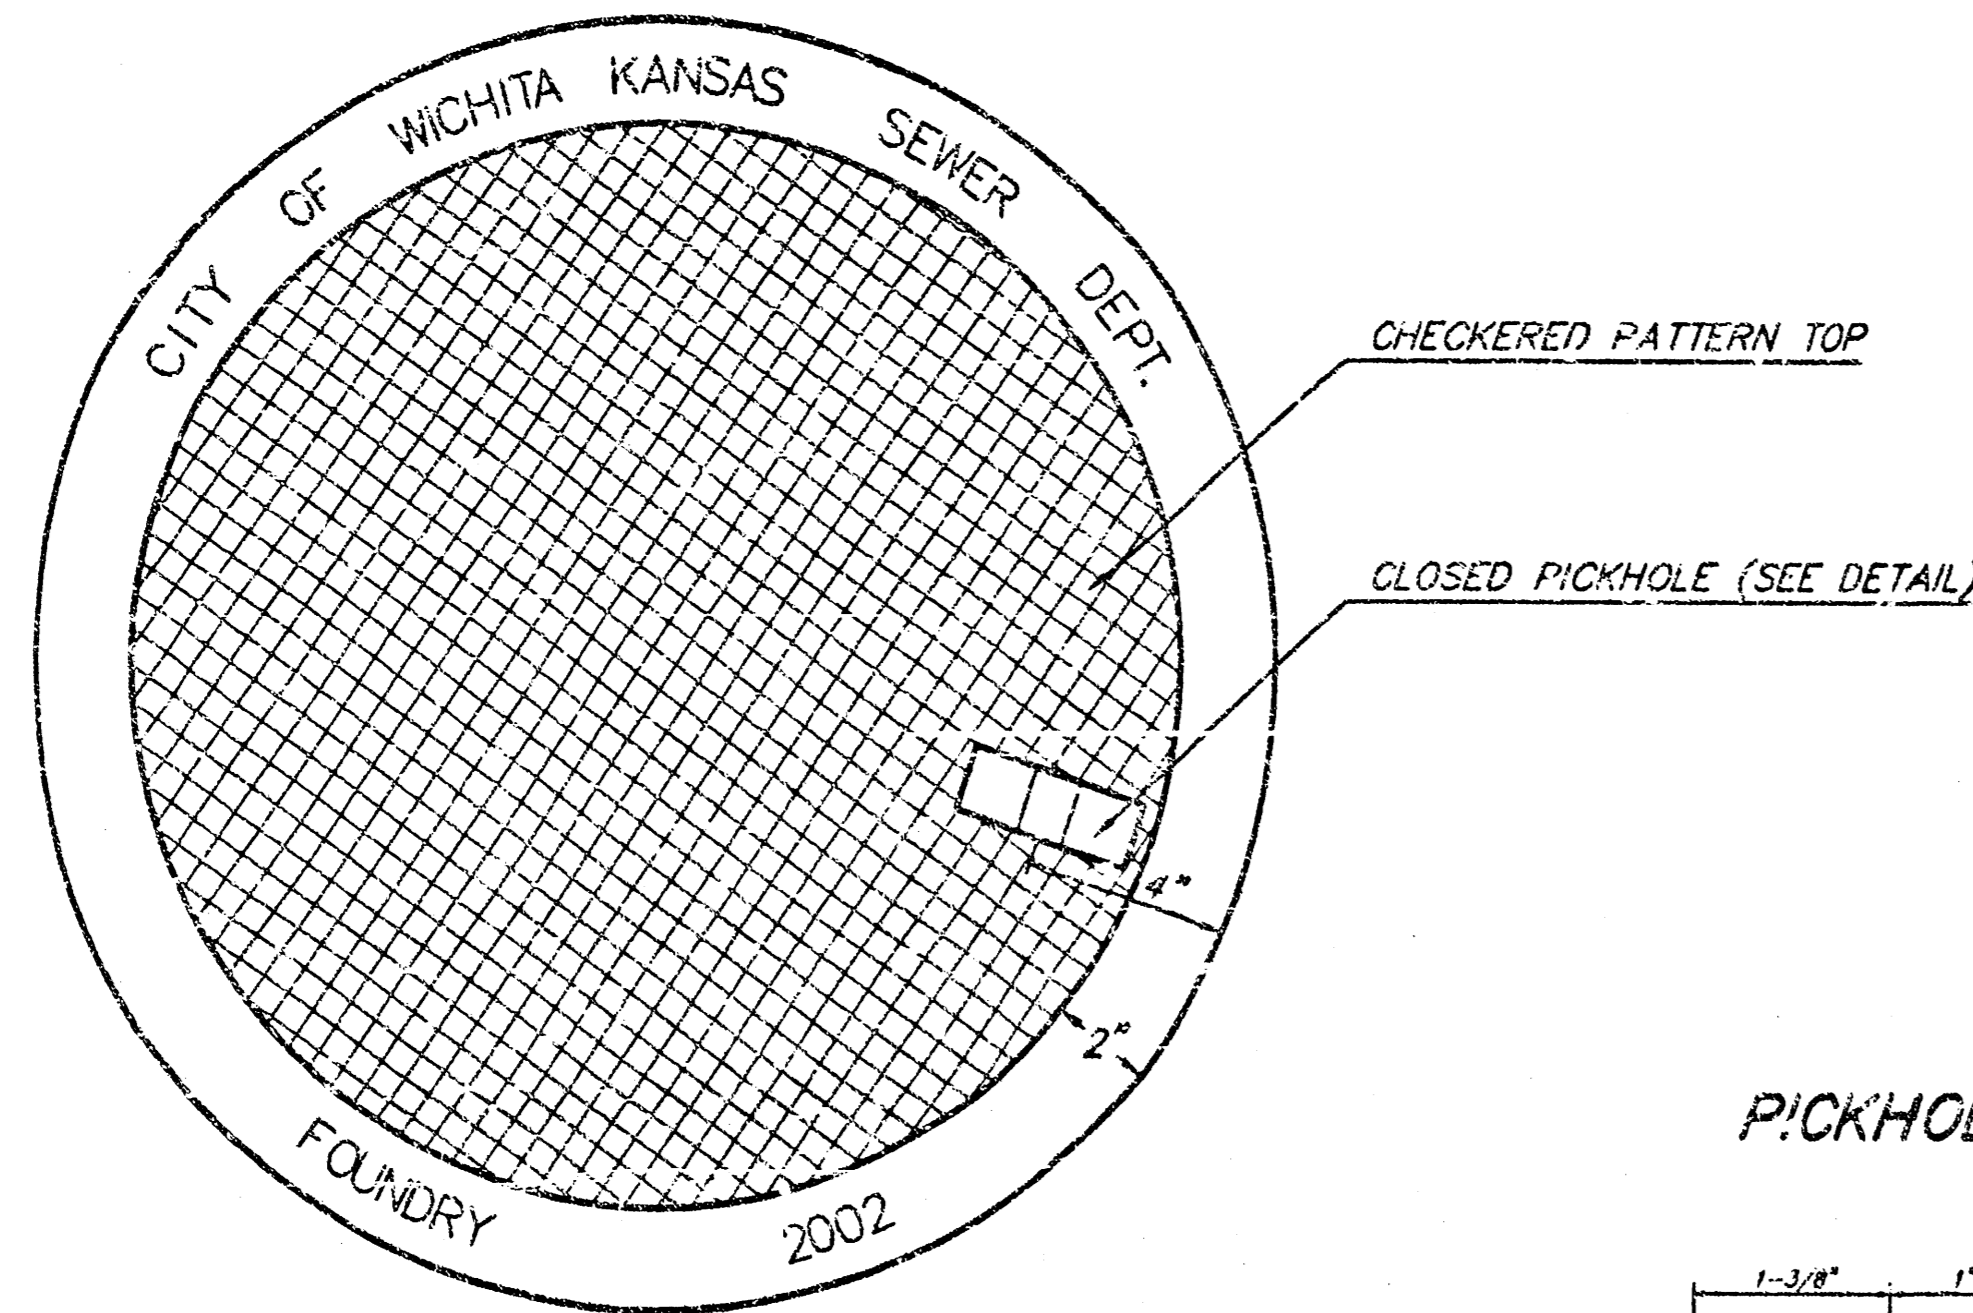 CITY OF WICHITA KANSAS SEWER DEPT.
CHECKERED PATTERN TOP
CLOSED PICKHOLE (SEE DETAIL)
4"
2"
FOUNDRY 2002
1-3/8"
1"